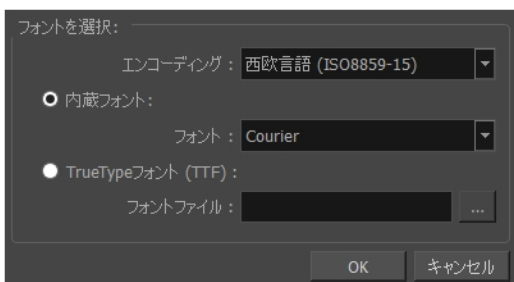 フォントを選択:
エンコーディング : 西欧言語 (ISO8859-15)
内蔵フォント:
フォント : Courier
TrueTypeフォント (TTF) :
フォントファイル :
...
OK キャンセル